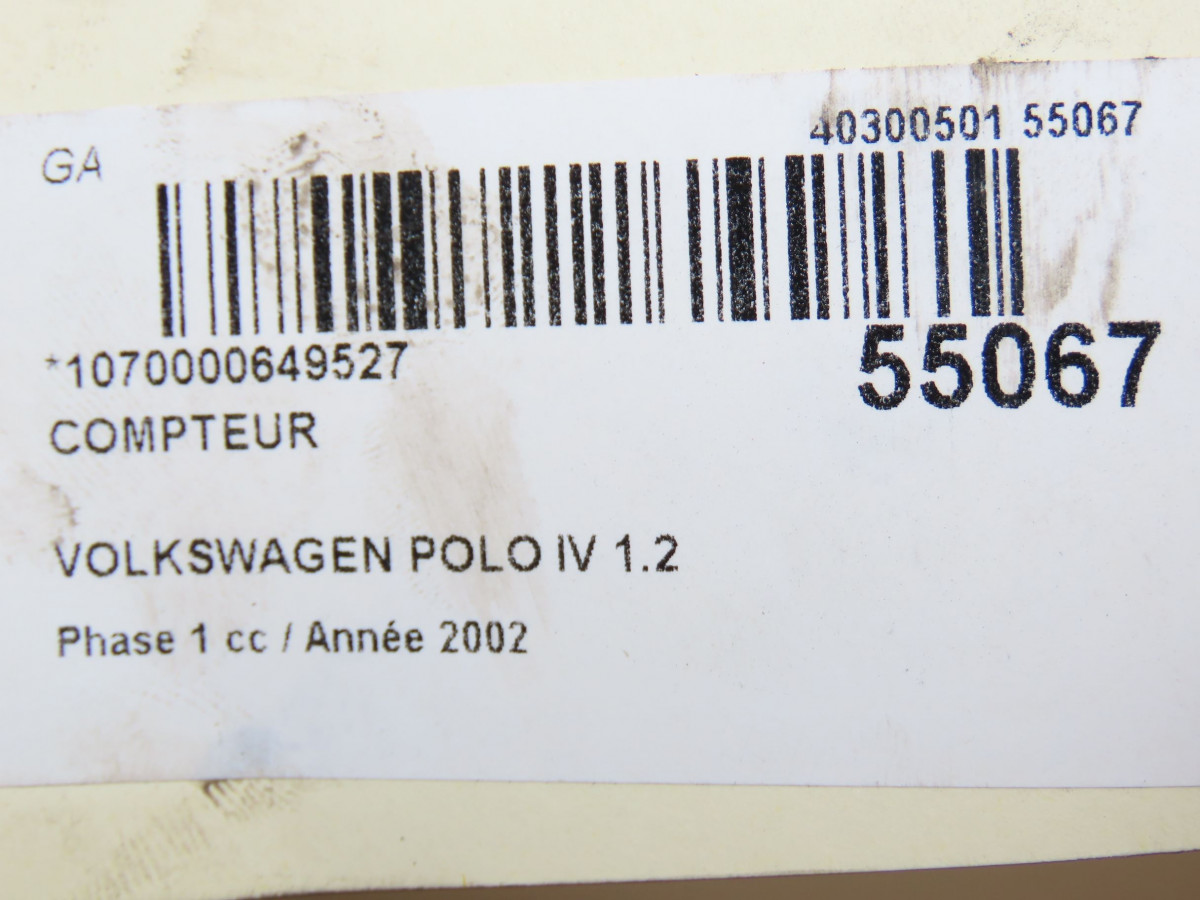 40300501 55067
GA
*1070000649527
55067
COMPTEUR
VOLKSWAGEN POLO IV 1.2
Phase 1 cc / Année 2002